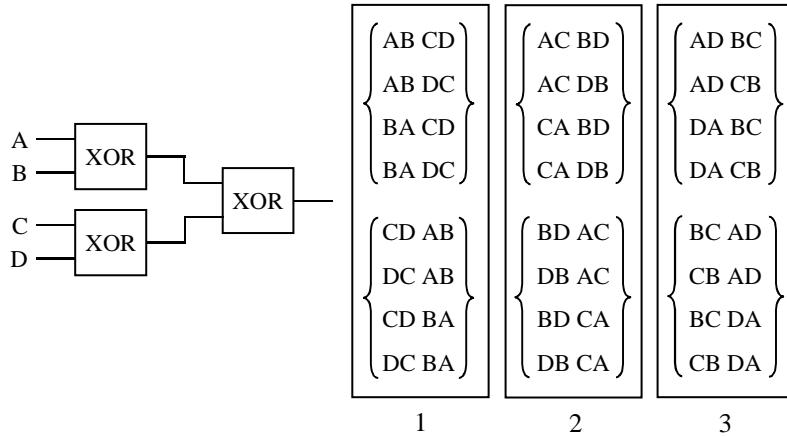 A
B
XOR
C
D
XOR
XOR
AB CD
AB DC
BA CD
BA DC
CD AB
DC AB
CD BA
DC BA
1
AC BD
AC DB
CA BD
CA DB
BD AC
DB AC
BD CA
DB CA
2
AD BC
AD CB
DA BC
DA CB
BC AD
CB AD
BC DA
CB DA
3